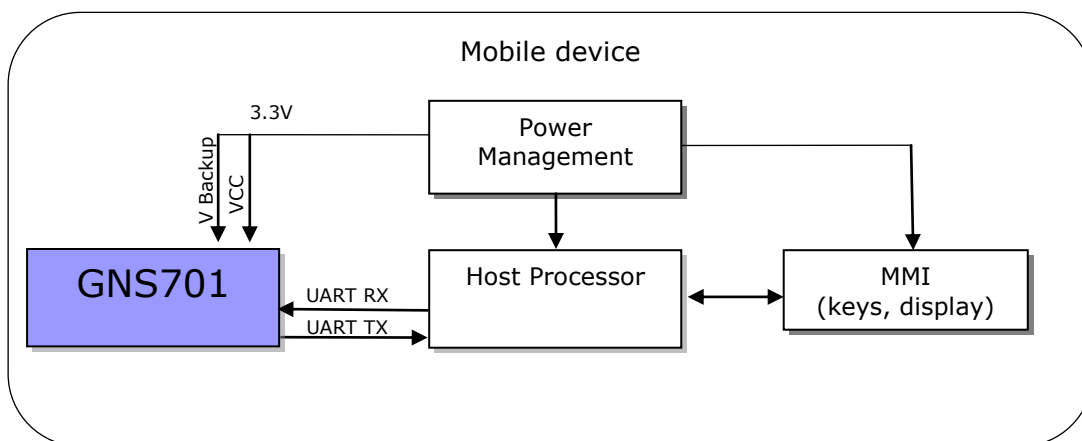 Mobile device
3.3V
Power
Management
V Backup
VCC
GNS701
UART RX
UART TX
Host Processor
MMI
(keys, display)